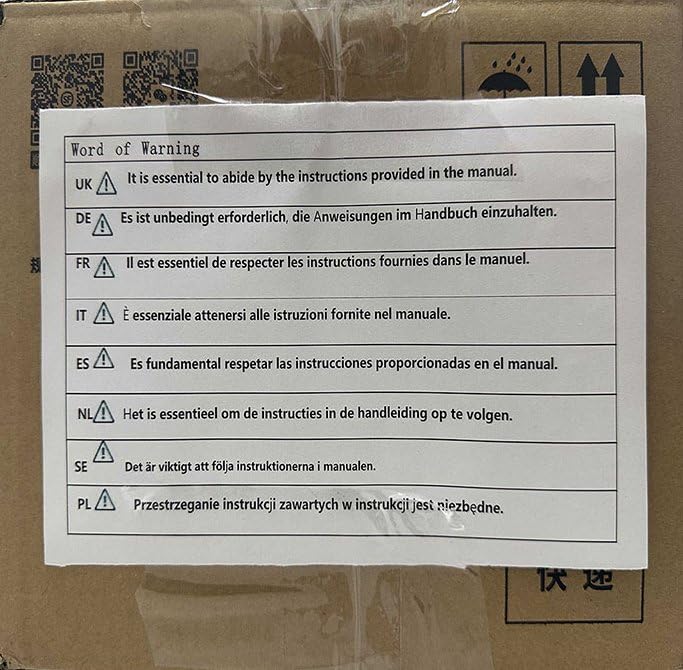 Word of Warning
UK It is essential to abide by the instructions provided in the manual.
DE Es ist unbedingt erforderlich, die Anweisungen im Handbuch einzuhalten.
FR Il est essentiel de respecter les instructions fournies dans le manuel.
IT È essenziale attenersi alle istruzioni fornite nel manuale.
ES Es fundamental respetar las instrucciones proporcionadas en el manual.
NL Het is essentieel om de instructies in de handleiding op te volgen.
SE Det är viktigt att följa instruktionerna i manualen.
PL Przestrzeganie instrukcji zawartych w instrukcji jest niezbędne.
快递